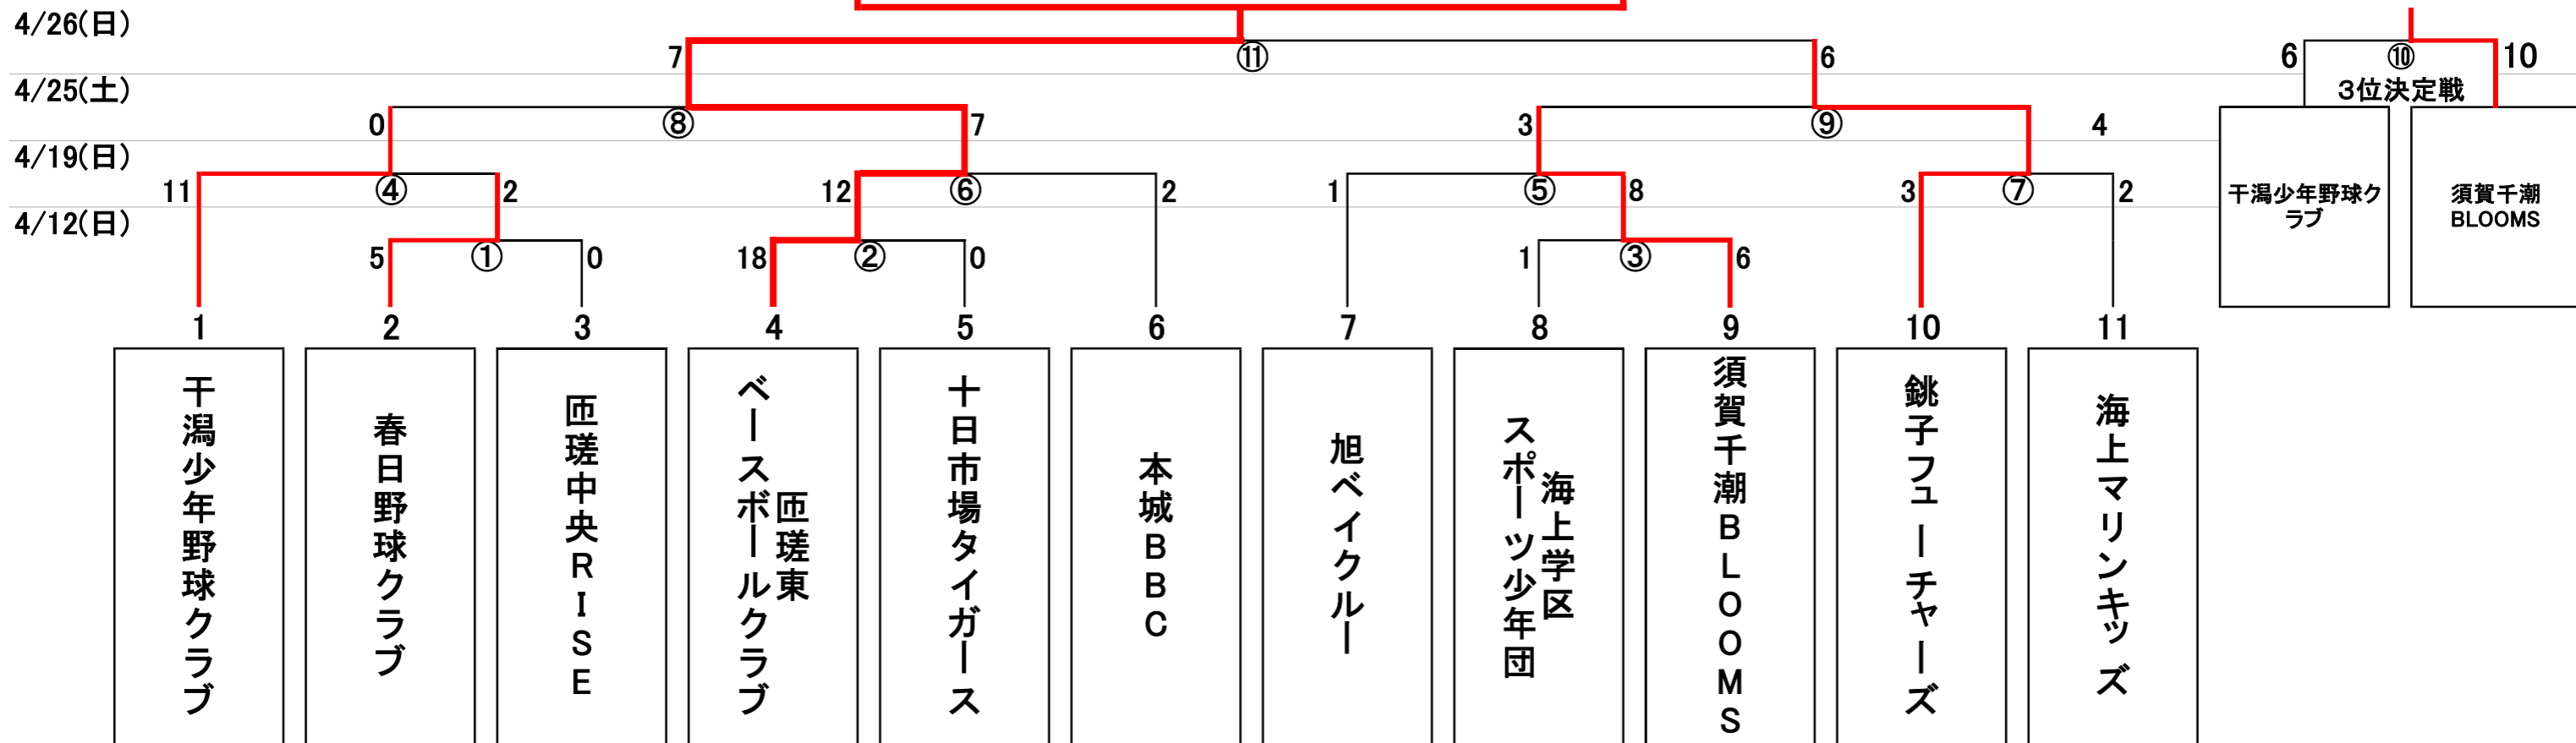 4/26(日)
7
⑪
6
6
⑩
10
3位決定戦
4/25(土)
0
⑧
7
3
⑨
4
4/19(日)
11
④
2
12
⑥
2
1
⑤
8
3
⑦
2
干潟少年野球ク
ラブ
須賀千潮
BLOOMS
4/12(日)
5
①
0
18
②
0
1
③
6
1
2
3
4
5
6
7
8
9
10
11
干潟少年野球クラブ
春日野球クラブ
匝瑳中央RISE
匝瑳東
ベースボールクラブ
十日市場タイガース
本城BBC
旭ベイクルー
海上学区
スポーツ少年団
須賀千潮BLOOMS
銚子フューチャーズ
海上マリンキッズ